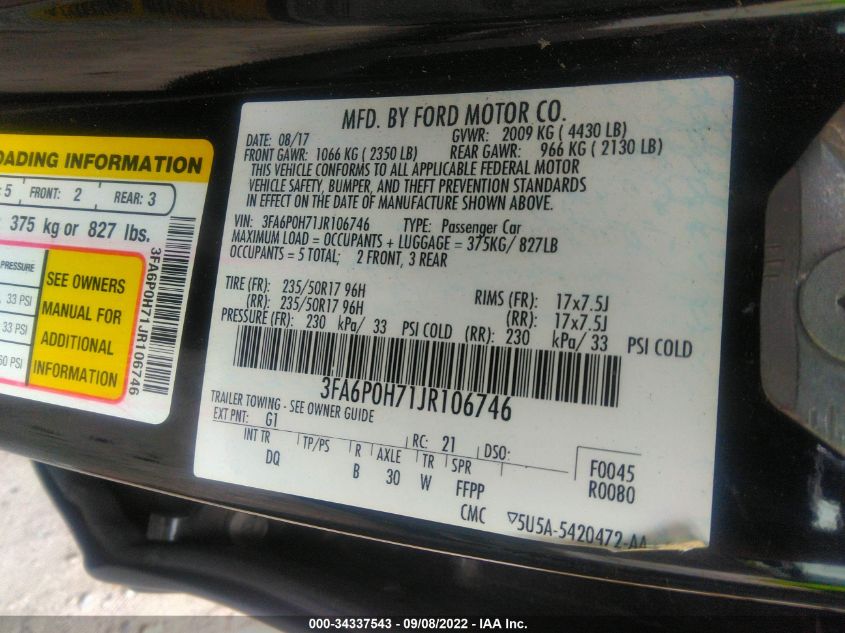 OADING INFORMATION
5 FRONT: 2 REAR: 3
375 kg or 827 lbs.
PRESSURE
33 PSI
33 PSI
60 PSI
SEE OWNERS
MANUAL FOR
ADDITIONAL
INFORMATION
3FA6P0H71JR106746
MFD. BY FORD MOTOR CO.
DATE: 08/17 GVWR: 2009 KG ( 4430 LB)
FRONT GAWR: 1066 KG ( 2350 LB) REAR GAWR: 966 KG ( 2130 LB)
THIS VEHICLE CONFORMS TO ALL APPLICABLE FEDERAL MOTOR
VEHICLE SAFETY, BUMPER, AND THEFT PREVENTION STANDARDS
IN EFFECT ON THE DATE OF MANUFACTURE SHOWN ABOVE.
VIN: 3FA6P0H71JR106746 TYPE: Passenger Car
MAXIMUM LOAD = OCCUPANTS + LUGGAGE = 375KG/ 827LB
OCCUPANTS = 5 TOTAL; 2 FRONT, 3 REAR
TIRE (FR): 235/50R17 96H RIMS (FR): 17x7.5J
(RR): 235/50R17 96H (RR): 17x7.5J
PRESSURE (FR): 230 kPa/ 33 PSI COLD (RR): 230 kPa/ 33 PSI COLD
3FA6P0H71JR106746
TRAILER TOWING - SEE OWNER GUIDE
EXT PNT: G1 RC: 21 DSO:
INT TR TP/PS R AXLE TR SPR F0045
DQ B 30 W FFPP R0080
CMC 5U5A-5420472-AA
000-34337543 - 09/08/2022 - IAA Inc.